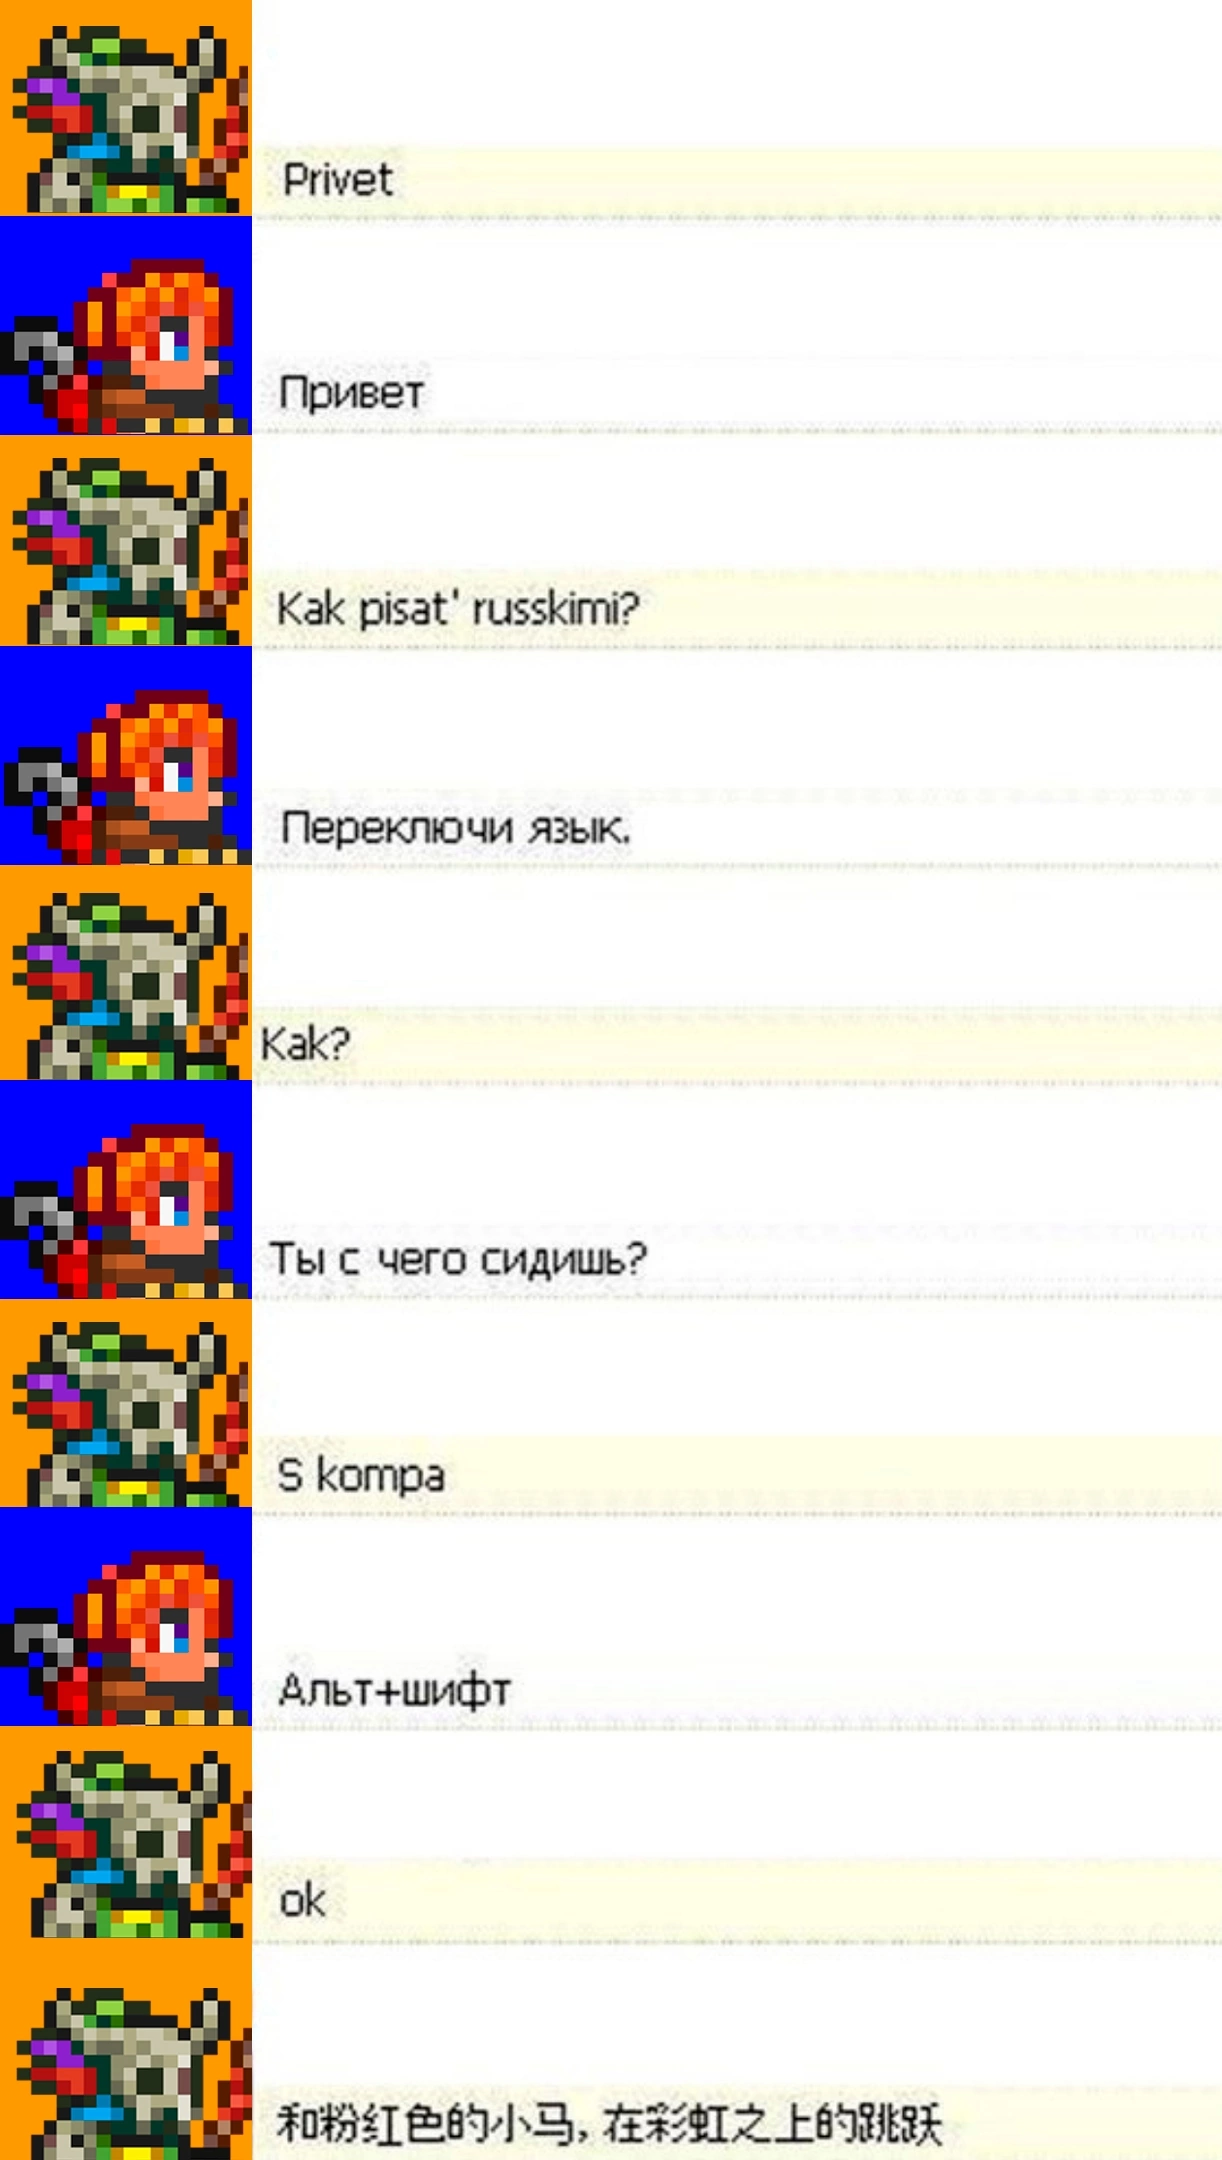 Privet
Привет
Kak pisat' russkimi?
Переключи язык.
Kak?
Ты с чего сидишь?
S kompa
Альт+шифт
ok
和粉红色的小马, 在彩虹之上的跳跃